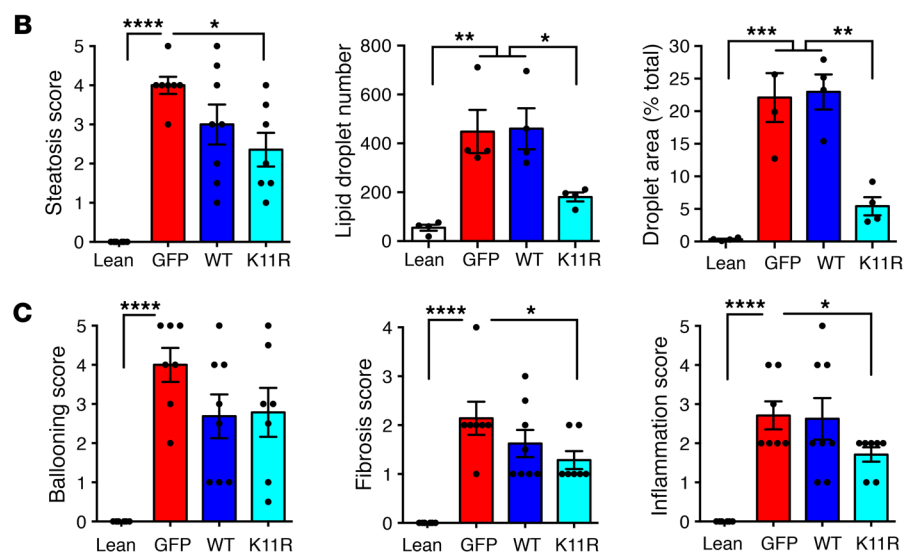 B
**** *
Steatosis score
5
4
3
2
1
0
Lean GFP WT K11R
** *
Lipid droplet number
800
600
400
200
0
Lean GFP WT K11R
*** **
Droplet area (% total)
30
25
20
15
10
5
0
Lean GFP WT K11R
C
****
Ballooning score
5
4
3
2
1
0
Lean GFP WT K11R
**** *
Fibrosis score
4
3
2
1
0
Lean GFP WT K11R
**** *
Inflammation score
5
4
3
2
1
0
Lean GFP WT K11R